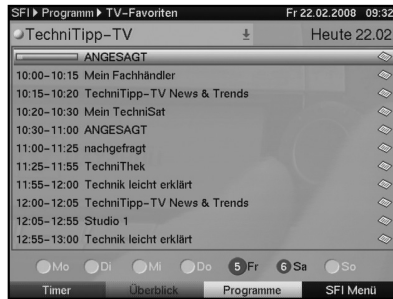 SFI Programm TV-Favoriten Fr 22.02.2008 09:32
TechniTipp-TV Heute 22.02
ANGESAGT
10:00-10:15 Mein Fachhändler
10:15-10:20 TechniTipp-TV News & Trends
10:20-10:30 Mein TechniSat
10:30-11:00 ANGESAGT
11:00-11:25 nachgefragt
11:25-11:55 TechniThek
11:55-12:00 Technik leicht erklärt
12:00-12:05 TechniTipp-TV News & Trends
12:05-12:55 Studio 1
12:55-13:00 Technik leicht erklärt
Mo Di Mi Do 5 Fr 6 Sa So
Timer Überblick Programme SFI Menü